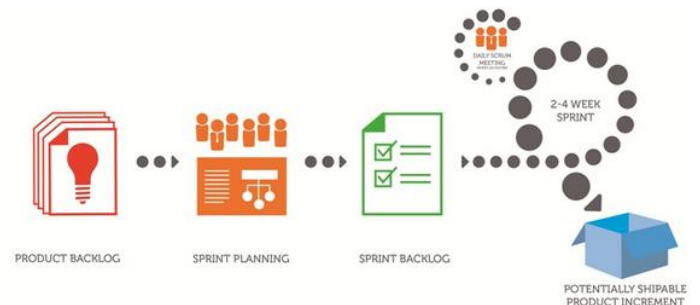 DAILY SCRUM
MEETING
2-4 WEEK
SPRINT
PRODUCT BACKLOG
SPRINT PLANNING
SPRINT BACKLOG
POTENTIALLY SHIPABLE
PRODUCT INCREMENT